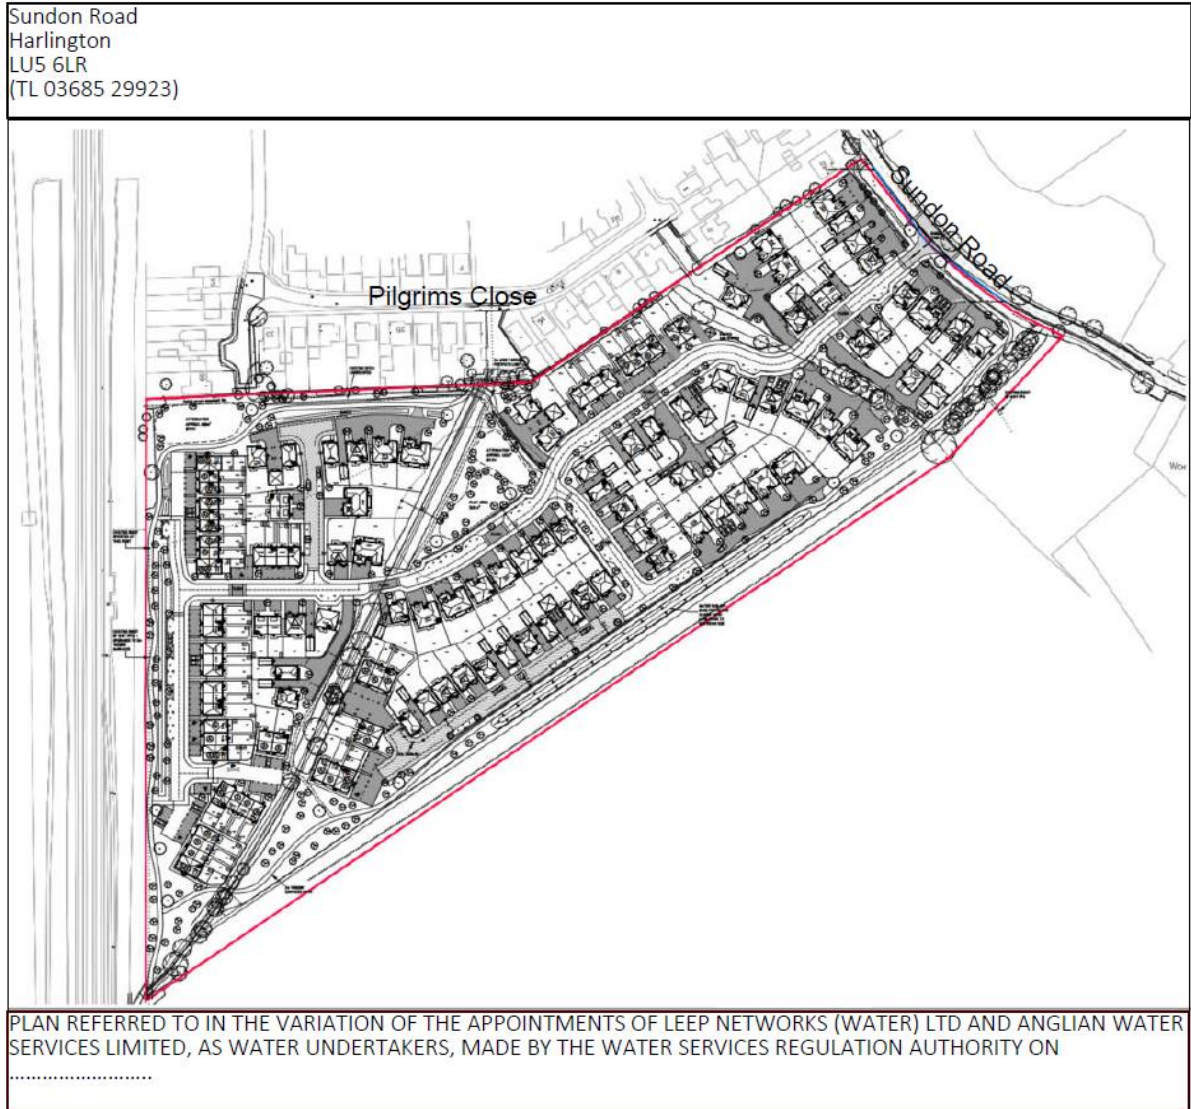 Sundon Road
Harlington
LU5 6LR
(TL 03685 29923)
Sundon Road
Pilgrims Close
PLAN REFERRED TO IN THE VARIATION OF THE APPOINTMENTS OF LEEP NETWORKS (WATER) LTD AND ANGLIAN WATER
SERVICES LIMITED, AS WATER UNDERTAKERS, MADE BY THE WATER SERVICES REGULATION AUTHORITY ON
..........................